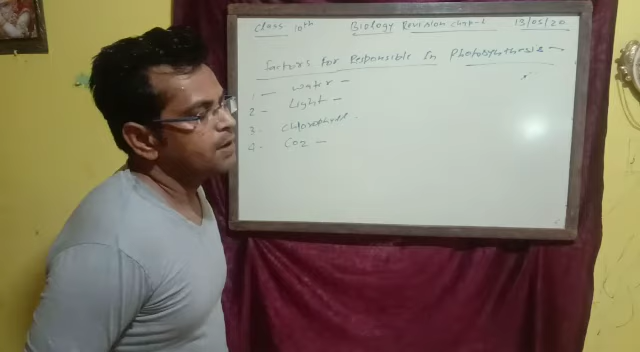 Class 10th Biology Revision Chapt-1 13/05/20
Factors for Responsible In Photosynthesis -
1 - water -
2 - Light -
3. Chlorophyll .
4. CO2 -